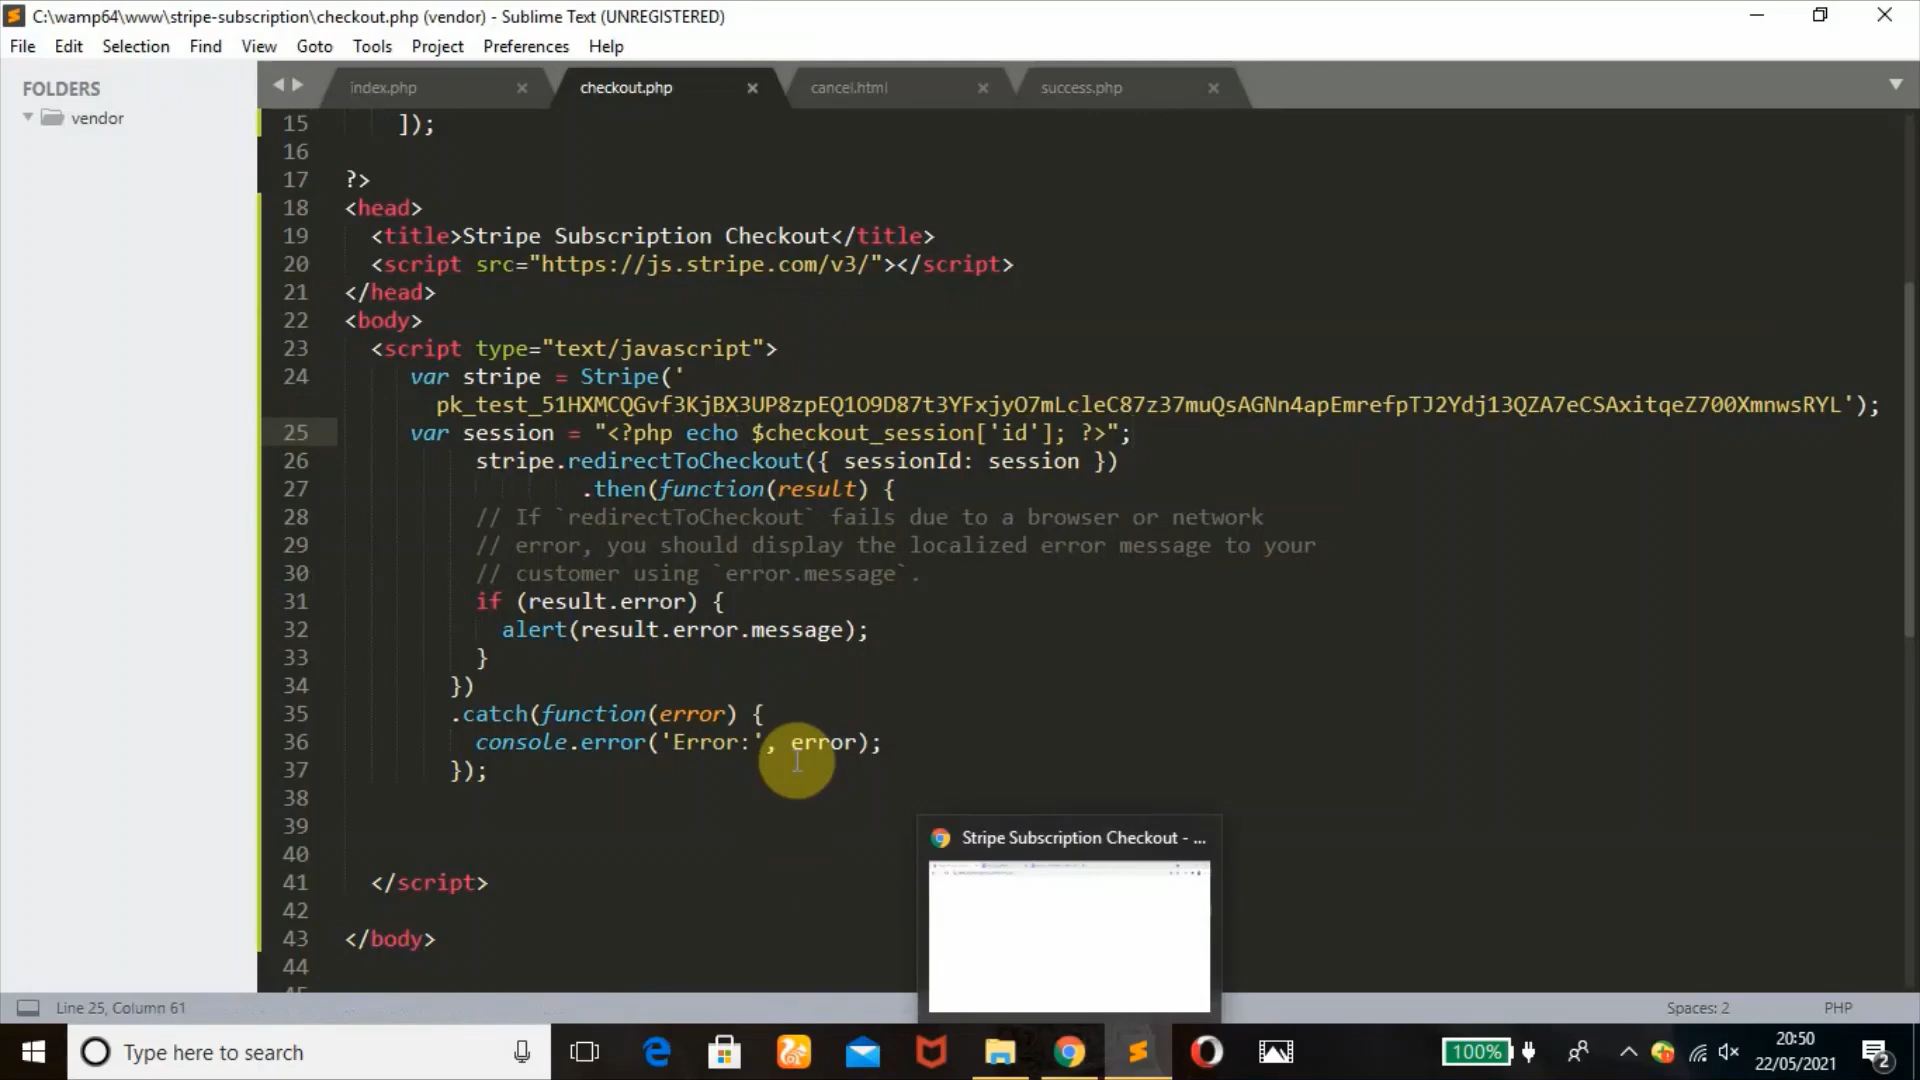 C:\wamp64\www\stripe-subscription\checkout.php (vendor) - Sublime Text (UNREGISTERED)
File Edit Selection Find View Goto Tools Project Preferences Help
FOLDERS
vendor
index.php
checkout.php
cancel.html
success.php
15 ]);
16
17 ?>
18 <head>
19 <title>Stripe Subscription Checkout</title>
20 <script src="https://js.stripe.com/v3/"></script>
21 </head>
22 <body>
23 <script type="text/javascript">
24 var stripe = Stripe('
pk_test_51HXMCQGvf3KjBX3UP8zpEQ1O9D87t3YFxjyO7mLcleC87z37muQsAGNn4apEmrefpTJ2Ydj13QZA7eCSAxitqeZ700XmnwsRYL');
25 var session = "<?php echo $checkout_session['id']; ?>";
26 stripe.redirectToCheckout({ sessionId: session })
27 .then(function(result) {
28 // If `redirectToCheckout` fails due to a browser or network
29 // error, you should display the localized error message to your
30 // customer using `error.message`.
31 if (result.error) {
32 alert(result.error.message);
33 }
34 })
35 .catch(function(error) {
36 console.error('Error:', error);
37 });
38
39
40
41 </script>
42
43 </body>
44
Stripe Subscription Checkout - ...
Line 25, Column 61
Spaces: 2
PHP
Type here to search
100%
20:50
22/05/2021
2